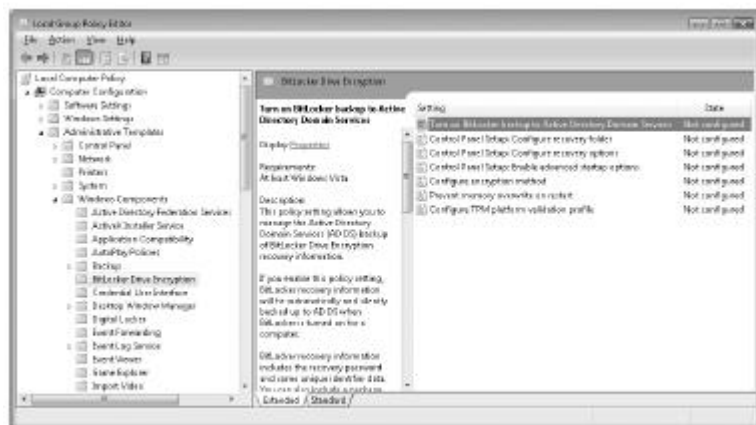 Local Group Policy Editor
File Action View Help
Local Computer Policy
Computer Configuration
Software Settings
Windows Settings
Administrative Templates
Control Panel
Network
Printers
System
Windows Components
Active Directory Federation Services
ActiveX Installer Service
Application Compatibility
AutoPlay Policies
Backup
BitLocker Drive Encryption
Credential User Interface
Desktop Window Manager
Digital Locker
Event Forwarding
Event Log Service
Event Viewer
Game Explorer
Import Video
BitLocker Drive Encryption
Turn on BitLocker backup to Active
Directory Domain Services
Display Properties
Requirements:
At least Windows Vista
Description:
This policy setting allows you to
manage the Active Directory
Domain Services (AD DS) backup
of BitLocker Drive Encryption
recovery information.
If you enable this policy setting,
BitLocker recovery information
will be automatically and silently
backed up to AD DS when
BitLocker is turned on for a
computer.
BitLocker recovery information
includes the recovery password
and some unique identifier data.
You can also include a package
Setting State
Turn on BitLocker backup to Active Directory Domain Services Not configured
Control Panel Setup: Configure recovery folder Not configured
Control Panel Setup: Configure recovery options Not configured
Control Panel Setup: Enable advanced startup options Not configured
Configure encryption method Not configured
Prevent memory overwrite on restart Not configured
Configure TPM platform validation profile Not configured
Extended Standard